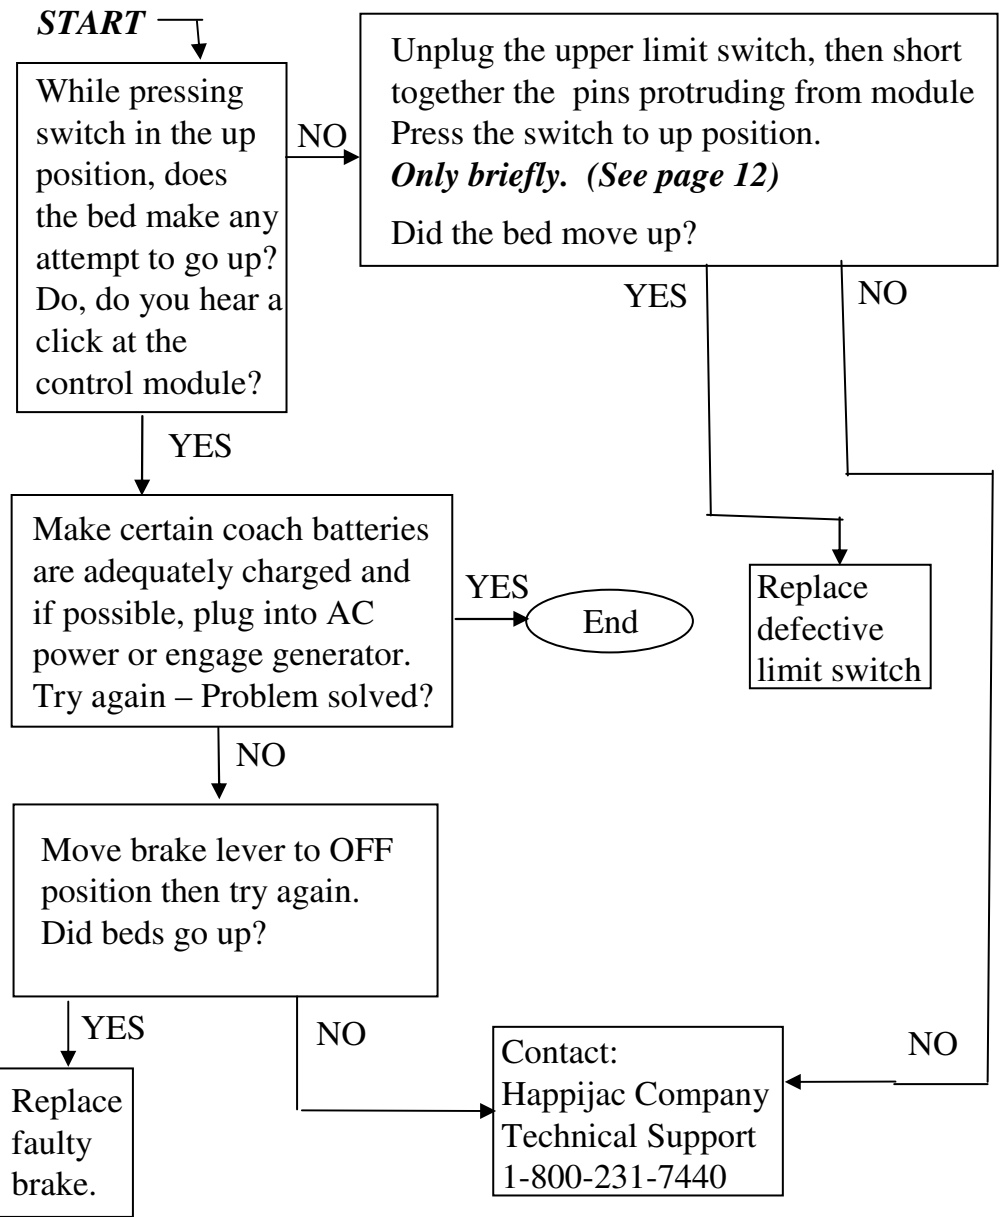 START
While pressing
switch in the up
position, does
the bed make any
attempt to go up?
Do, do you hear a
click at the
control module?
NO
Unplug the upper limit switch, then short
together the pins protruding from module
Press the switch to up position.
Only briefly. (See page 12)
Did the bed move up?
YES
NO
YES
Make certain coach batteries
are adequately charged and
if possible, plug into AC
power or engage generator.
Try again – Problem solved?
YES
End
Replace
defective
limit switch
NO
Move brake lever to OFF
position then try again.
Did beds go up?
YES
NO
NO
Replace
faulty
brake.
Contact:
Happijac Company
Technical Support
1-800-231-7440